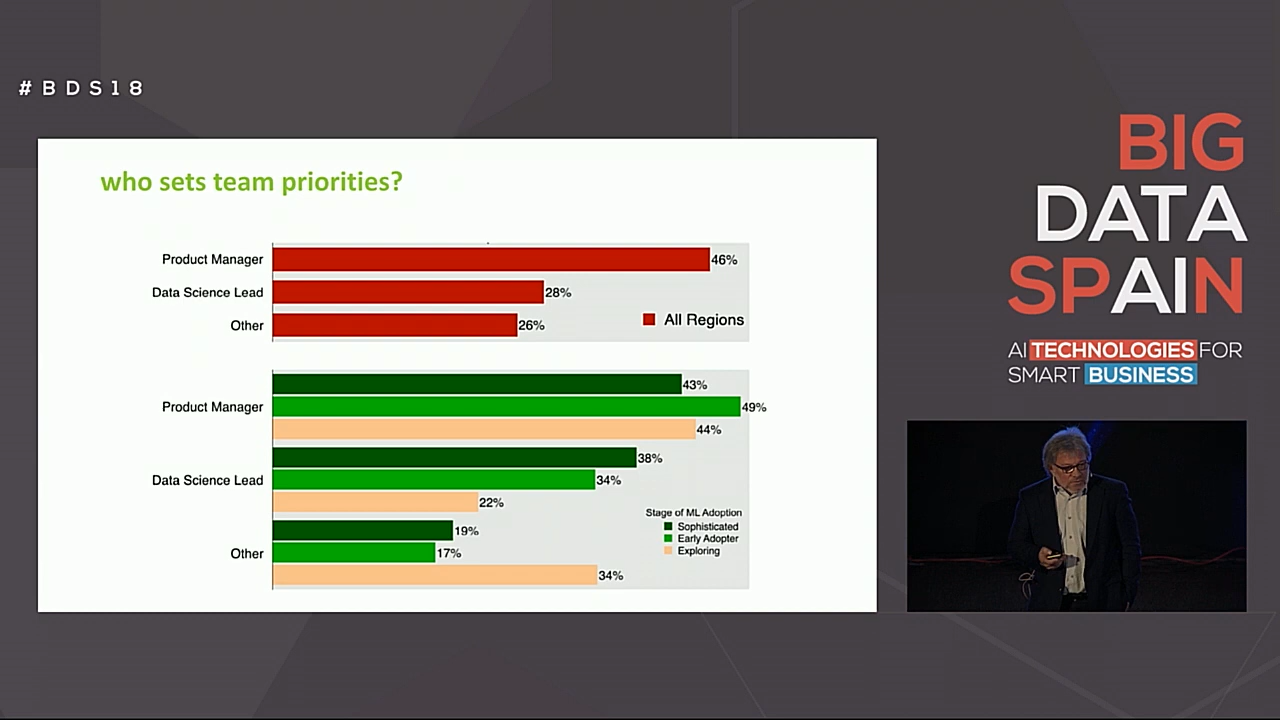 #BDS18
who sets team priorities?
Product Manager
46%
Data Science Lead
28%
Other
26%
All Regions
Product Manager
43%
49%
44%
Data Science Lead
38%
34%
22%
Other
19%
17%
34%
Stage of ML Adoption
Sophisticated
Early Adopter
Exploring
BIG
DATA
SPAIN
AI TECHNOLOGIES FOR
SMART BUSINESS